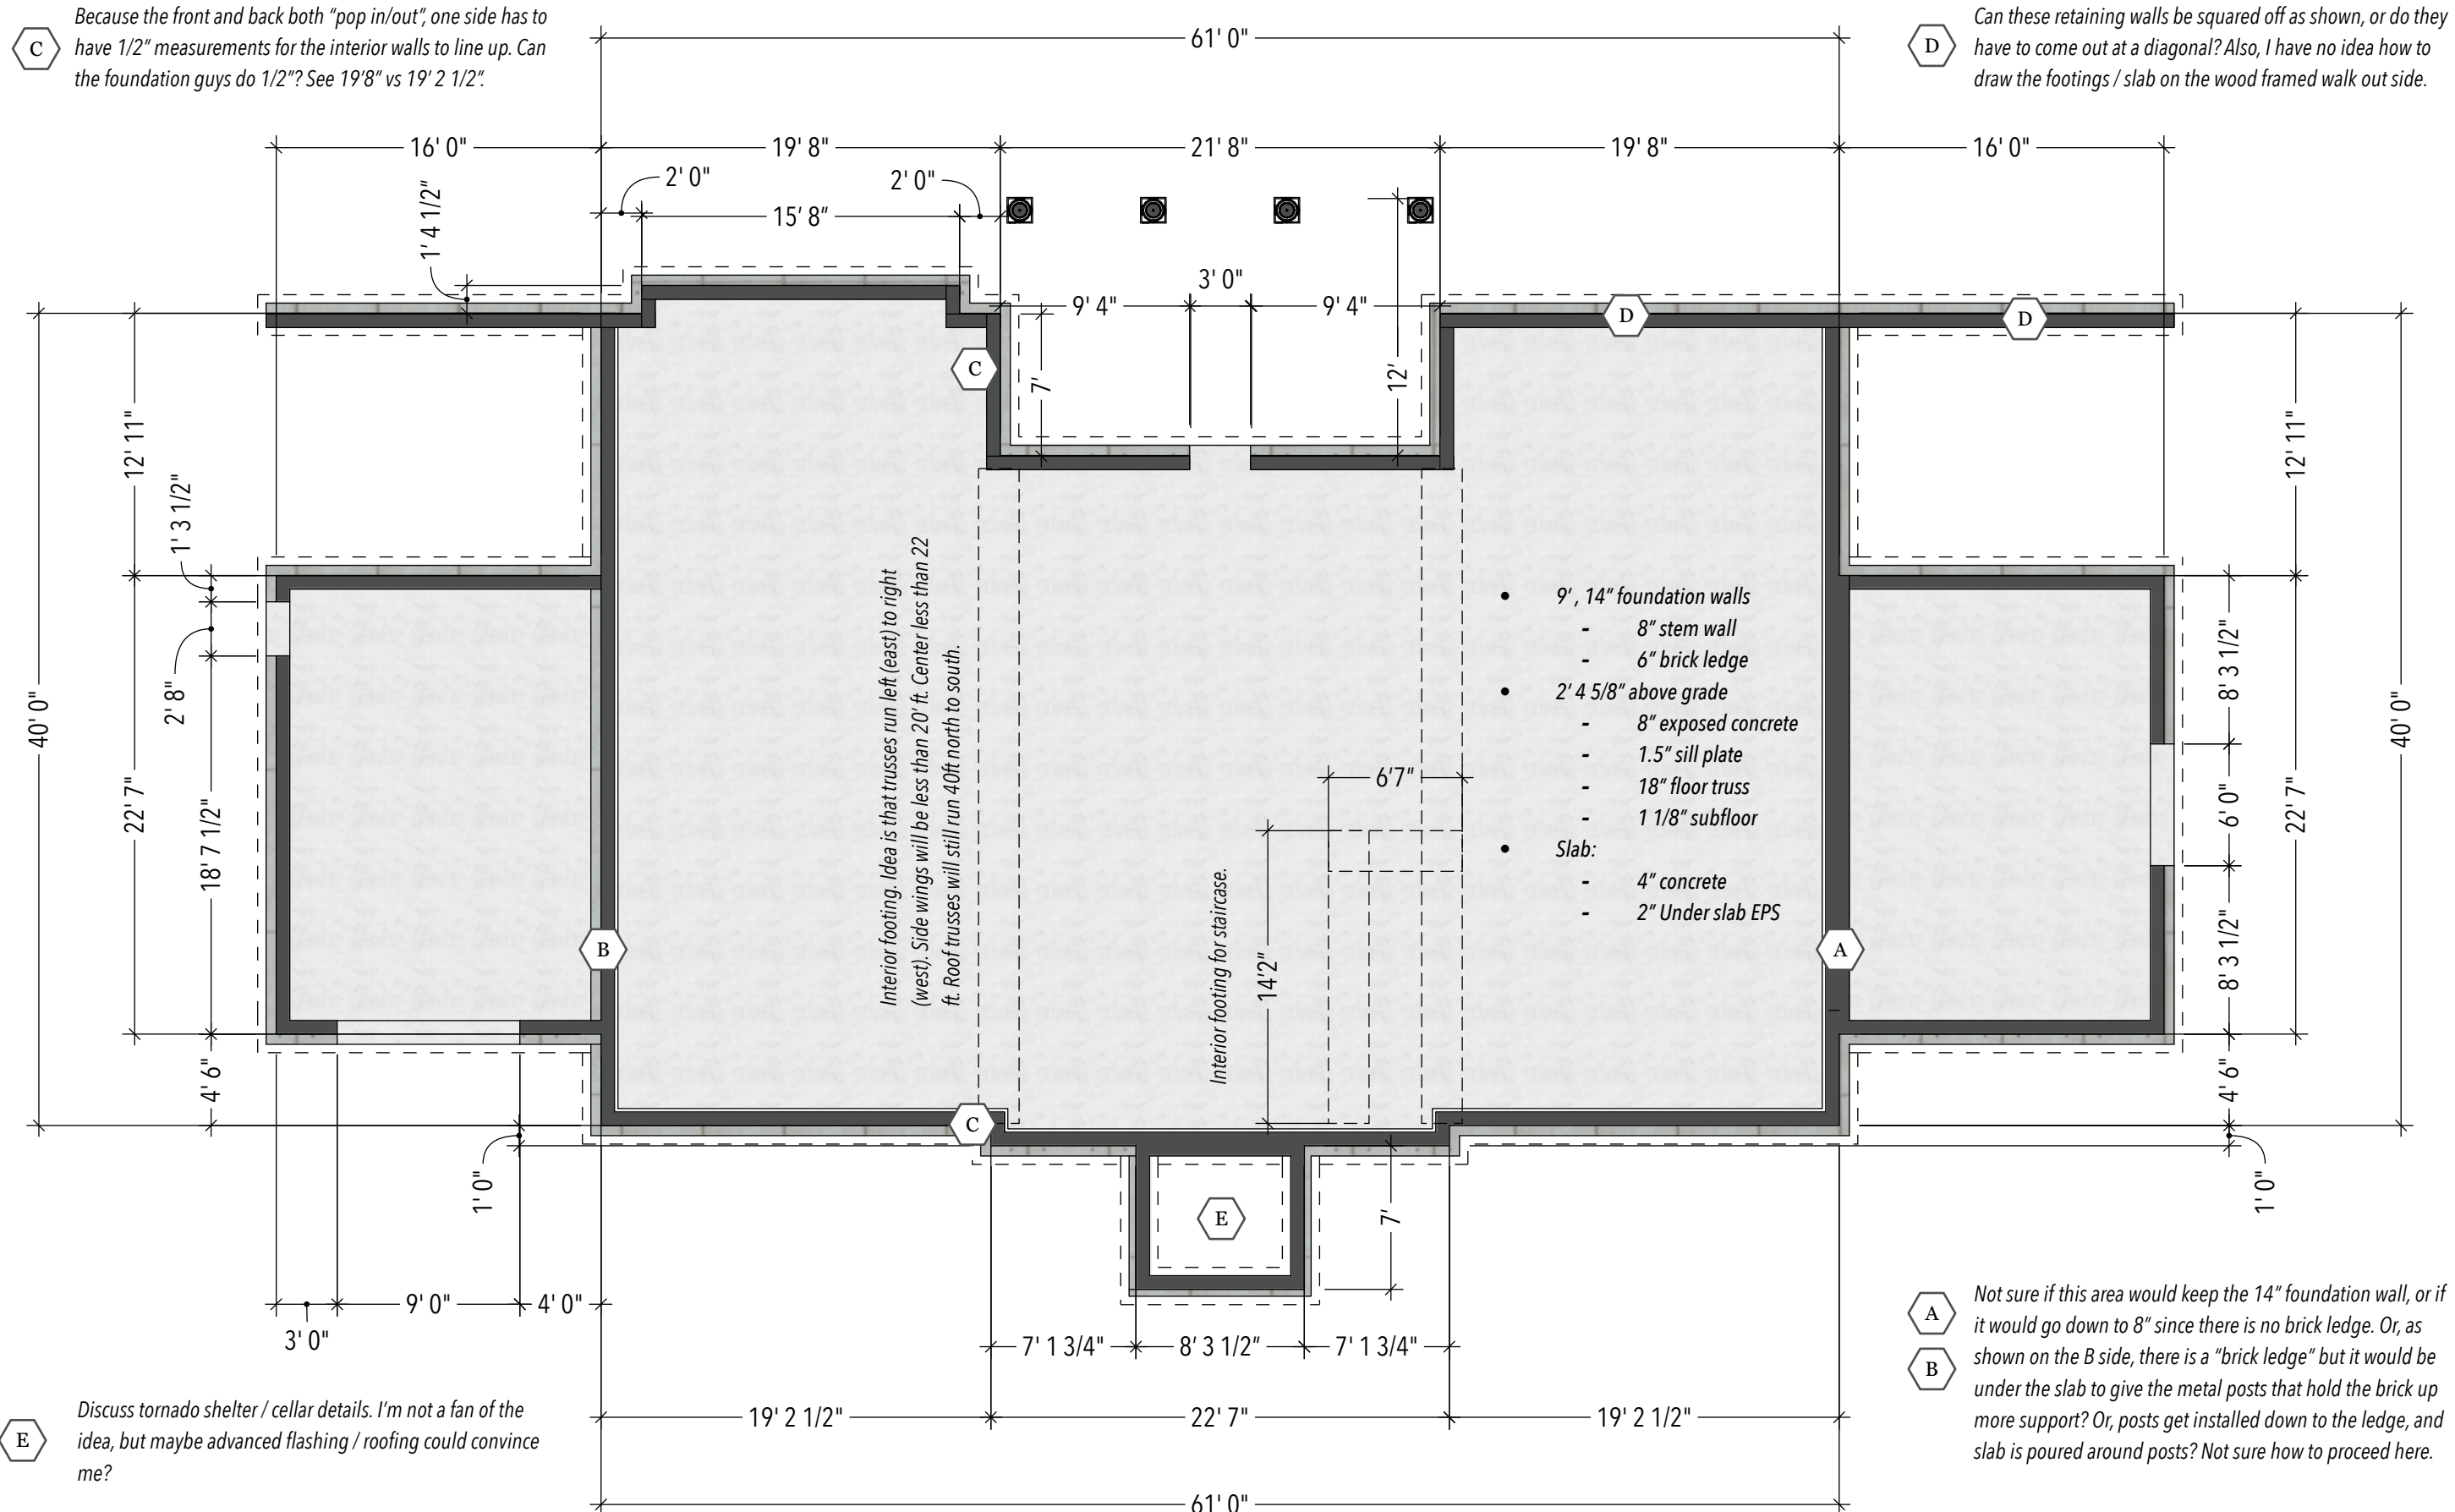 C
Because the front and back both “pop in/out”, one side has to
have 1/2” measurements for the interior walls to line up. Can
the foundation guys do 1/2”? See 19’8” vs 19’ 2 1/2”.
D
Can these retaining walls be squared off as shown, or do they
have to come out at a diagonal? Also, I have no idea how to
draw the footings / slab on the wood framed walk out side.
61' 0"
16' 0"
19' 8"
21' 8"
19' 8"
16' 0"
2' 0"
2' 0"
15' 8"
1' 4 1/2"
3' 0"
9' 4"
9' 4"
D
D
C
7'
12'
12' 11"
12' 11"
1' 3 1/2"
2' 8"
40' 0"
22' 7"
18' 7 1/2"
4' 6"
Interior footing. Idea is that trusses run left (east) to right
(west). Side wings will be less than 20’ ft. Center less than 22
ft. Roof trusses will still run 40ft north to south.
• 9’ , 14” foundation walls
- 8” stem wall
- 6” brick ledge
• 2’ 4 5/8” above grade
- 8” exposed concrete
- 1.5” sill plate
- 18” floor truss
- 1 1/8” subfloor
• Slab:
- 4” concrete
- 2” Under slab EPS
6'7"
14'2"
Interior footing for staircase.
8' 3 1/2"
6' 0"
8' 3 1/2"
22' 7"
40' 0"
4' 6"
B
A
C
1' 0"
1' 0"
E
7'
3' 0"
9' 0"
4' 0"
7' 1 3/4"
8’ 3 1/2”
7' 1 3/4"
19' 2 1/2"
22' 7"
19' 2 1/2"
61' 0"
E
Discuss tornado shelter / cellar details. I’m not a fan of the
idea, but maybe advanced flashing / roofing could convince
me?
A
B
Not sure if this area would keep the 14” foundation wall, or if
it would go down to 8” since there is no brick ledge. Or, as
shown on the B side, there is a “brick ledge” but it would be
under the slab to give the metal posts that hold the brick up
more support? Or, posts get installed down to the ledge, and
slab is poured around posts? Not sure how to proceed here.